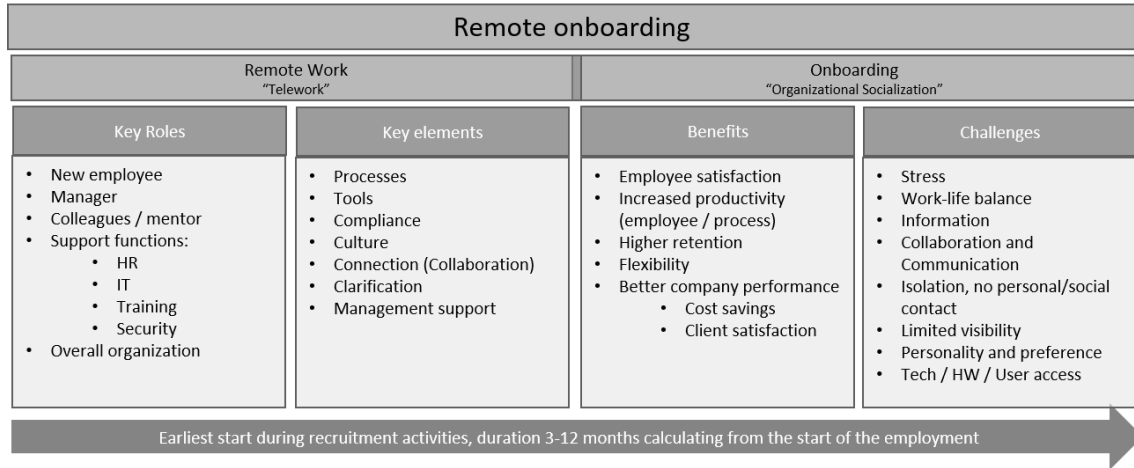 Remote onboarding
Remote Work
“Telework”
Onboarding
“Organizational Socialization”
Key Roles
• New employee
• Manager
• Colleagues / mentor
• Support functions:
• HR
• IT
• Training
• Security
• Overall organization
Key elements
• Processes
• Tools
• Compliance
• Culture
• Connection (Collaboration)
• Clarification
• Management support
Benefits
• Employee satisfaction
• Increased productivity
(employee / process)
• Higher retention
• Flexibility
• Better company performance
• Cost savings
• Client satisfaction
Challenges
• Stress
• Work-life balance
• Information
• Collaboration and
Communication
• Isolation, no personal/social
contact
• Limited visibility
• Personality and preference
• Tech / HW / User access
Earliest start during recruitment activities, duration 3-12 months calculating from the start of the employment